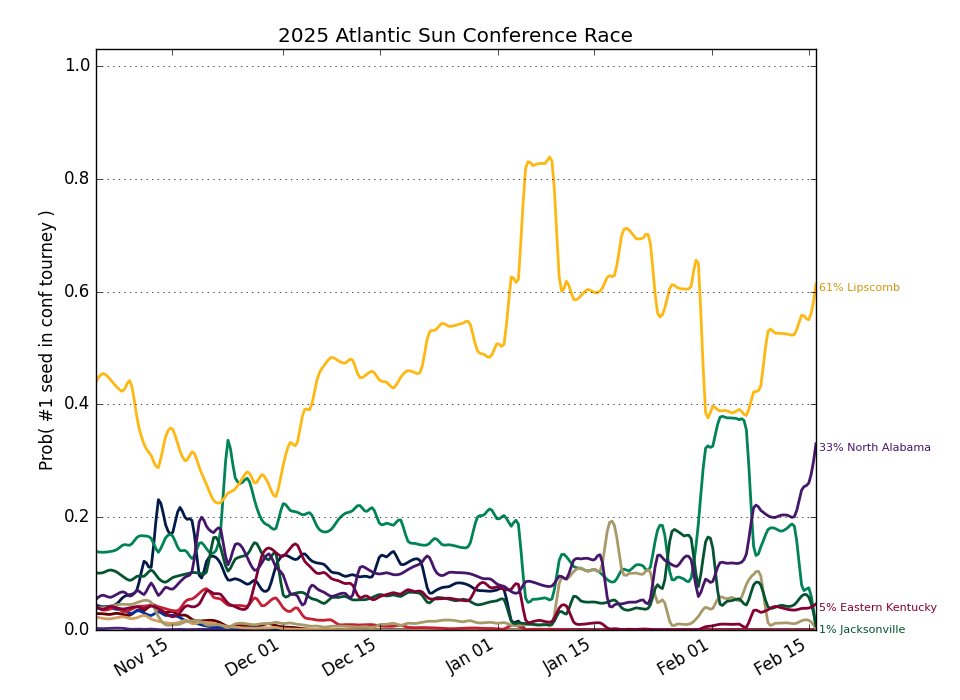 2025 Atlantic Sun Conference Race
Prob( #1 seed in conf tourney )
1.0
0.8
0.6
0.4
0.2
0.0
61% Lipscomb
33% North Alabama
5% Eastern Kentucky
1% Jacksonville
Nov 15
Dec 01
Dec 15
Jan 01
Jan 15
Feb 01
Feb 15